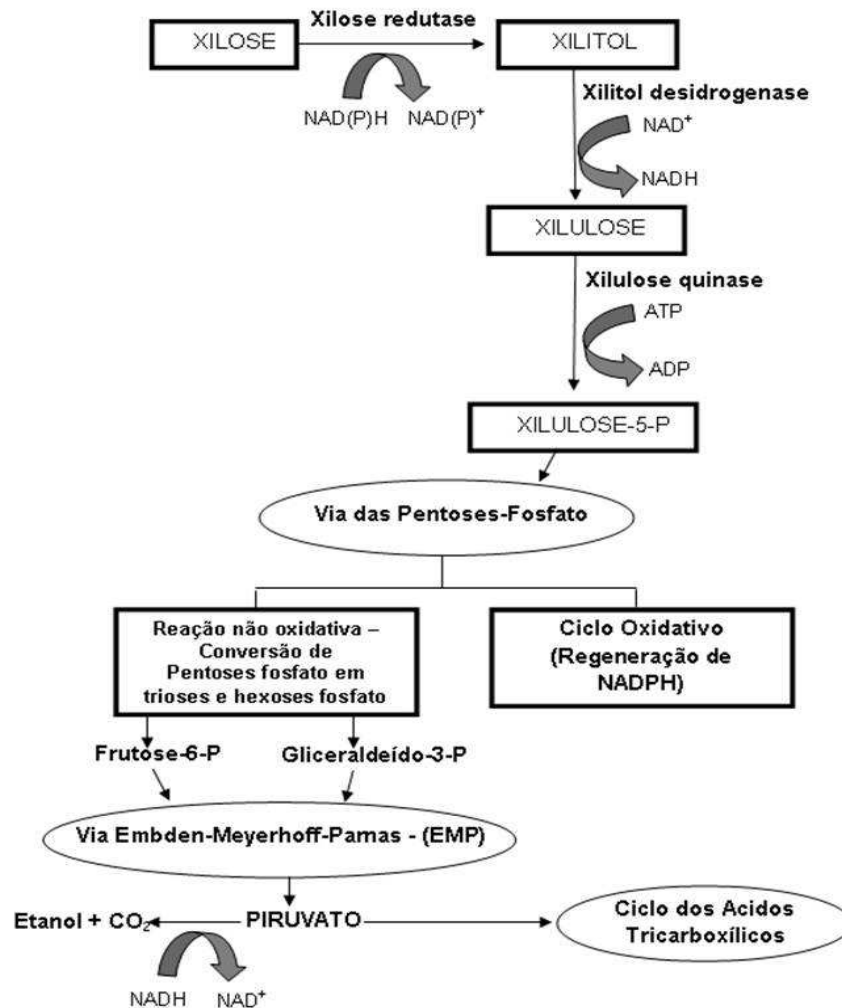 Xilose redutase
XILOSE
XILITOL
NAD(P)H NAD(P)⁺
Xilitol desidrogenase
NAD⁺
NADH
XILULOSE
Xilulose quinase
ATP
ADP
XILULOSE-5-P
Via das Pentoses-Fosfato
Reação não oxidativa –
Conversão de
Pentoses fosfato em
trioses e hexoses fosfato
Ciclo Oxidativo
(Regeneração de
NADPH)
Frutose-6-P
Gliceraldeído-3-P
Via Embden-Meyerhoff-Parnas - (EMP)
Etanol + CO₂
PIRUVATO
Ciclo dos Acidos
Tricarboxílicos
NADH NAD⁺